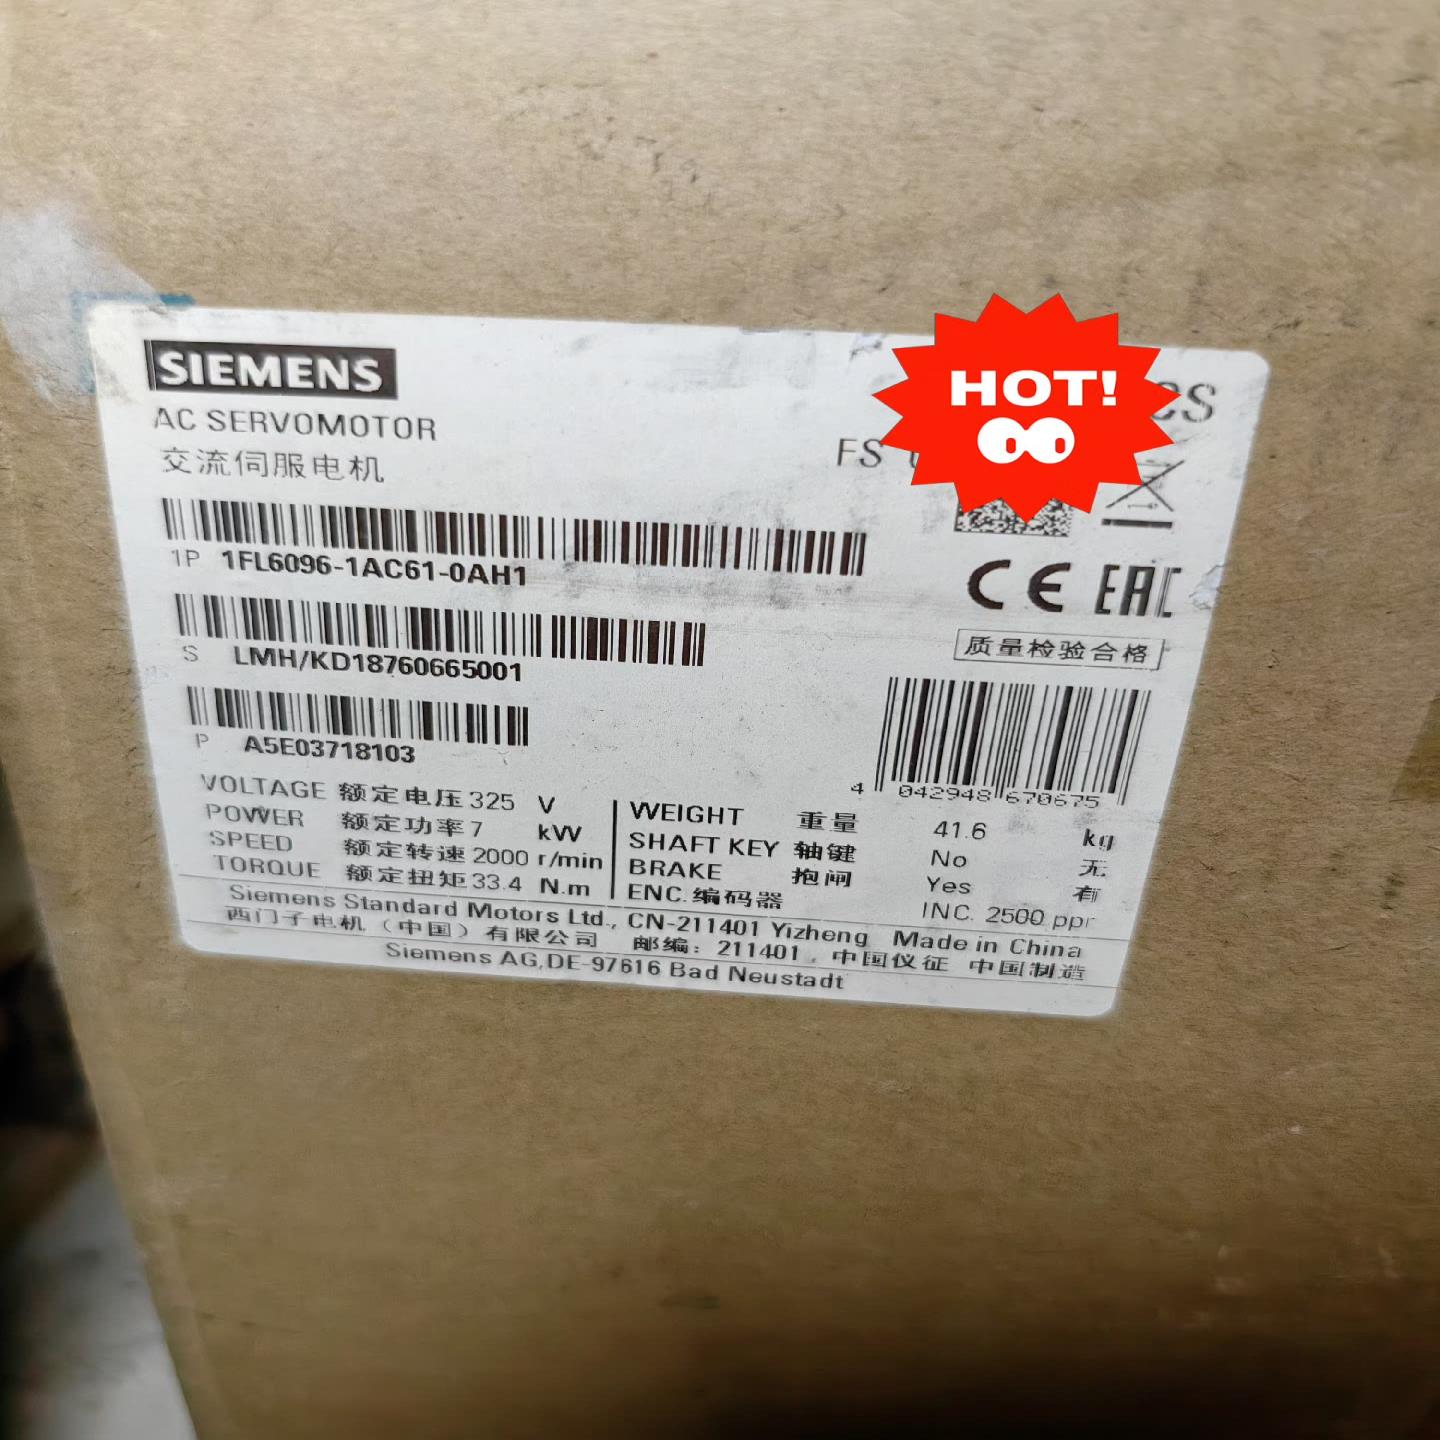 SIEMENS
AC SERVOMOTOR
交流伺服电机
HOT!
CS
FS
1P 1FL6096-1AC61-0AH1
CE EAC
S LMH/KD18760665001
质量检验合格
P A5E03718103
4 042948 670675
VOLTAGE 额定电压 325 V
POWER 额定功率 7 kW
SPEED 额定转速 2000 r/min
TORQUE 额定扭矩 33.4 N.m
WEIGHT 重量 41.6 kg
SHAFT KEY 轴键 No 无
BRAKE 抱闸 Yes 有
ENC. 编码器 INC. 2500 ppr
Siemens Standard Motors Ltd., CN-211401 Yizheng Made in China
西门子电机（中国）有限公司 邮编：211401，中国仪征 中国制造
Siemens AG,DE-97616 Bad Neustadt